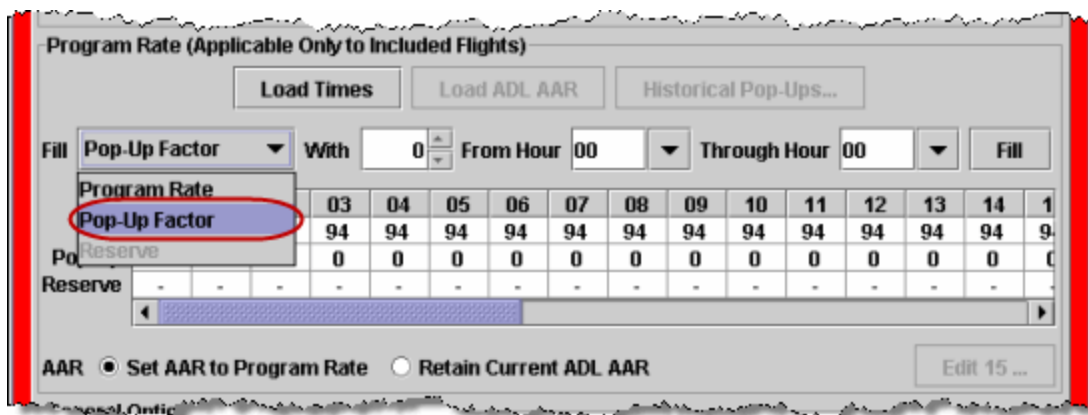 Program Rate (Applicable Only to Included Flights)
Load Times Load ADL AAR Historical Pop-Ups...
Fill Pop-Up Factor With 0 From Hour 00 Through Hour 00 Fill
Program Rate
Pop-Up Factor
Reserve
03 04 05 06 07 08 09 10 11 12 13 14 1
94 94 94 94 94 94 94 94 94 94 94 94 9
Po 0 0 0 0 0 0 0 0 0 0 0 0
Reserve - - - - - - - - - - - - - - -
AAR Set AAR to Program Rate Retain Current ADL AAR Edit 15 ...